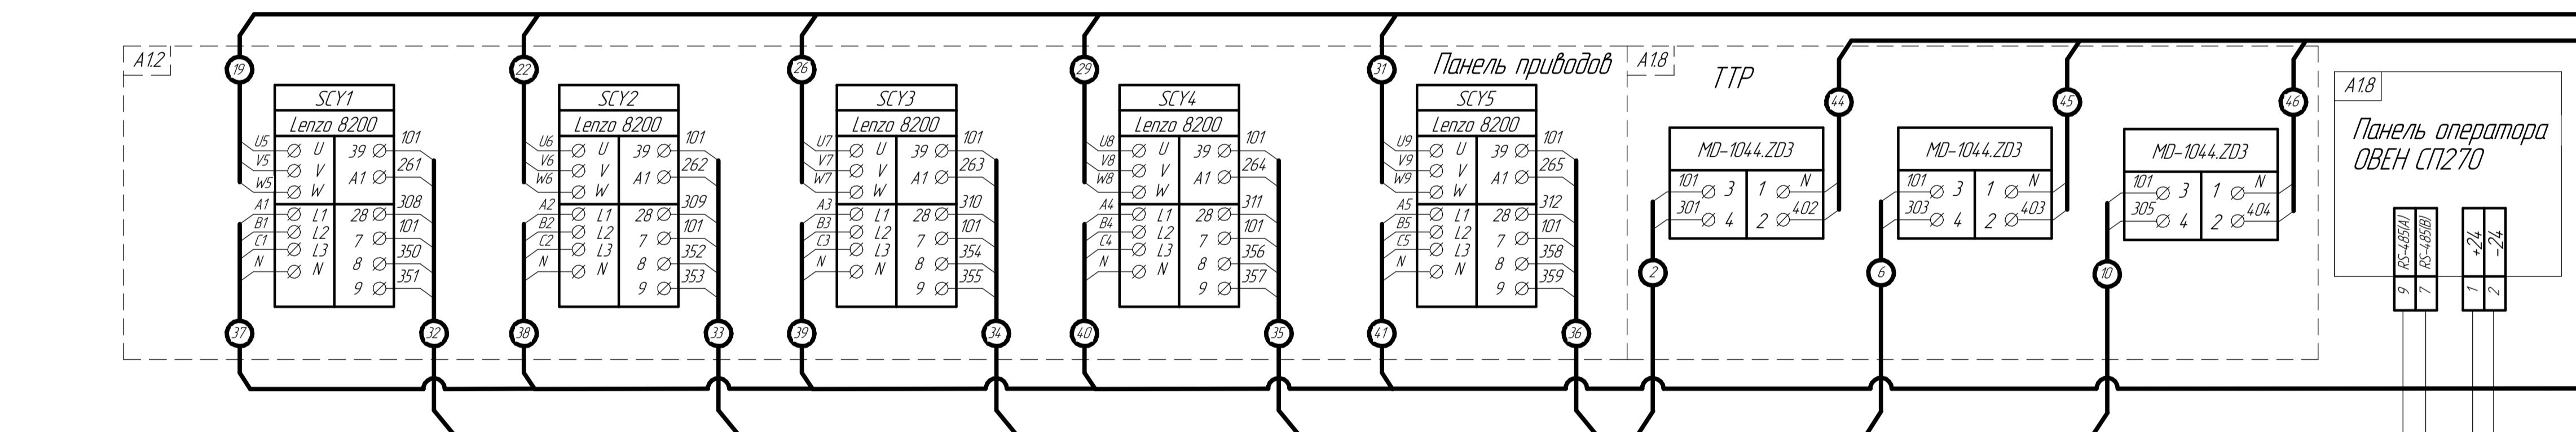 А1.2
Панель приводов
19
SCY1
Lenzo 8200
U5 U 39 101
V5 V A1 261
W5 W
A1 L1 28 308
B1 L2 7 101
C1 L3 8 350
N N 9 351
37 32
22
SCY2
Lenzo 8200
U6 U 39 101
V6 V A1 262
W6 W
A2 L1 28 309
B2 L2 7 101
C2 L3 8 352
N N 9 353
38 33
26
SCY3
Lenzo 8200
U7 U 39 101
V7 V A1 263
W7 W
A3 L1 28 310
B3 L2 7 101
C3 L3 8 354
N N 9 355
39 34
29
SCY4
Lenzo 8200
U8 U 39 101
V8 V A1 264
W8 W
A4 L1 28 311
B4 L2 7 101
C4 L3 8 356
N N 9 357
40 35
31
SCY5
Lenzo 8200
U9 U 39 101
V9 V A1 265
W9 W
A5 L1 28 312
B5 L2 7 101
C5 L3 8 358
N N 9 359
41 36
А1.8
ТТР
44
MD-1044.ZD3
101 3 1 N
301 4 2 402
2
45
MD-1044.ZD3
101 3 1 N
303 4 2 403
6
46
MD-1044.ZD3
101 3 1 N
305 4 2 404
10
А1.8
Панель оператора
ОВЕН СП270
RS-485(A) 9
RS-485(B) 7
+24 1
-24 2